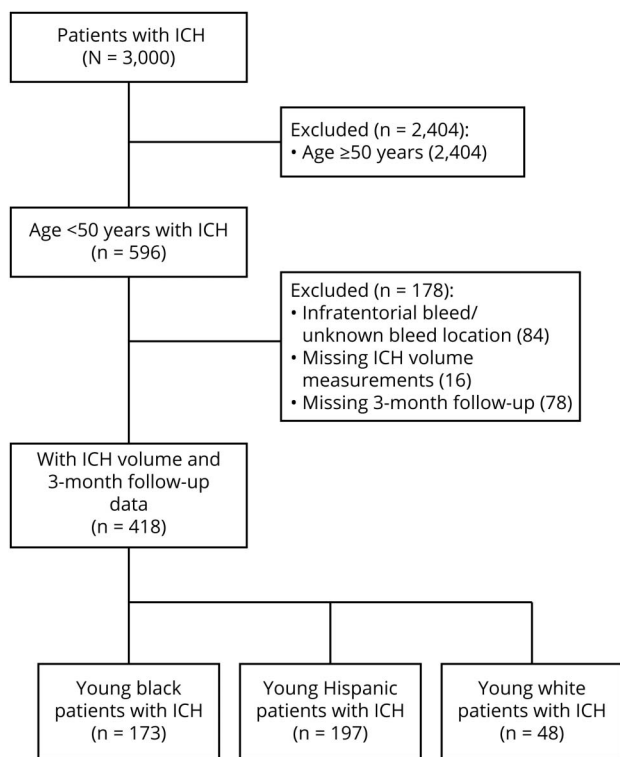 Patients with ICH
(N = 3,000)
Excluded (n = 2,404):
• Age ≥50 years (2,404)
Age <50 years with ICH
(n = 596)
Excluded (n = 178):
• Infratentorial bleed/
unknown bleed location (84)
• Missing ICH volume
measurements (16)
• Missing 3-month follow-up (78)
With ICH volume and
3-month follow-up
data
(n = 418)
Young black
patients with ICH
(n = 173)
Young Hispanic
patients with ICH
(n = 197)
Young white
patients with ICH
(n = 48)